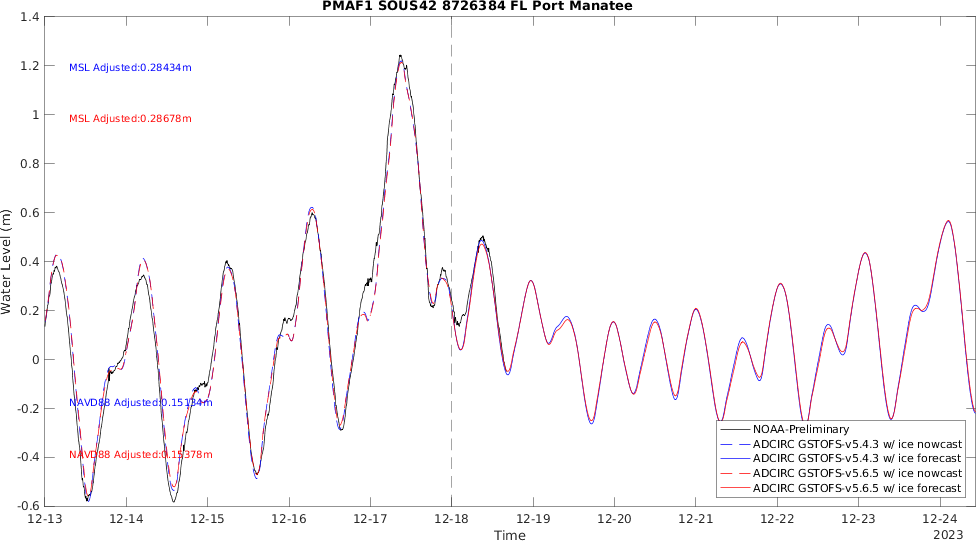 PMAF1 SOUS42 8726384 FL Port Manatee
1.4
1.2
1
0.8
0.6
0.4
0.2
0
-0.2
-0.4
-0.6
Water Level (m)
MSL Adjusted:0.28434m
MSL Adjusted:0.28678m
NAVD88 Adjusted:0.15134m
NAVD88 Adjusted:0.15378m
NOAA-Preliminary
ADCIRC GSTOFS-v5.4.3 w/ ice nowcast
ADCIRC GSTOFS-v5.4.3 w/ ice forecast
ADCIRC GSTOFS-v5.6.5 w/ ice nowcast
ADCIRC GSTOFS-v5.6.5 w/ ice forecast
12-13 12-14 12-15 12-16 12-17 12-18 12-19 12-20 12-21 12-22 12-23 12-24
Time
2023